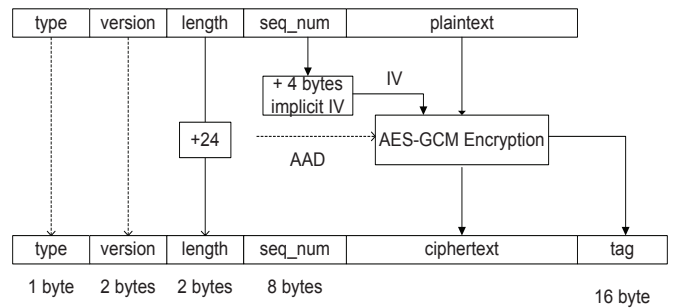 type version length seq_num plaintext
+ 4 bytes
implicit IV
IV
+24
AAD
AES-GCM Encryption
type version length seq_num ciphertext tag
1 byte 2 bytes 2 bytes 8 bytes 16 byte